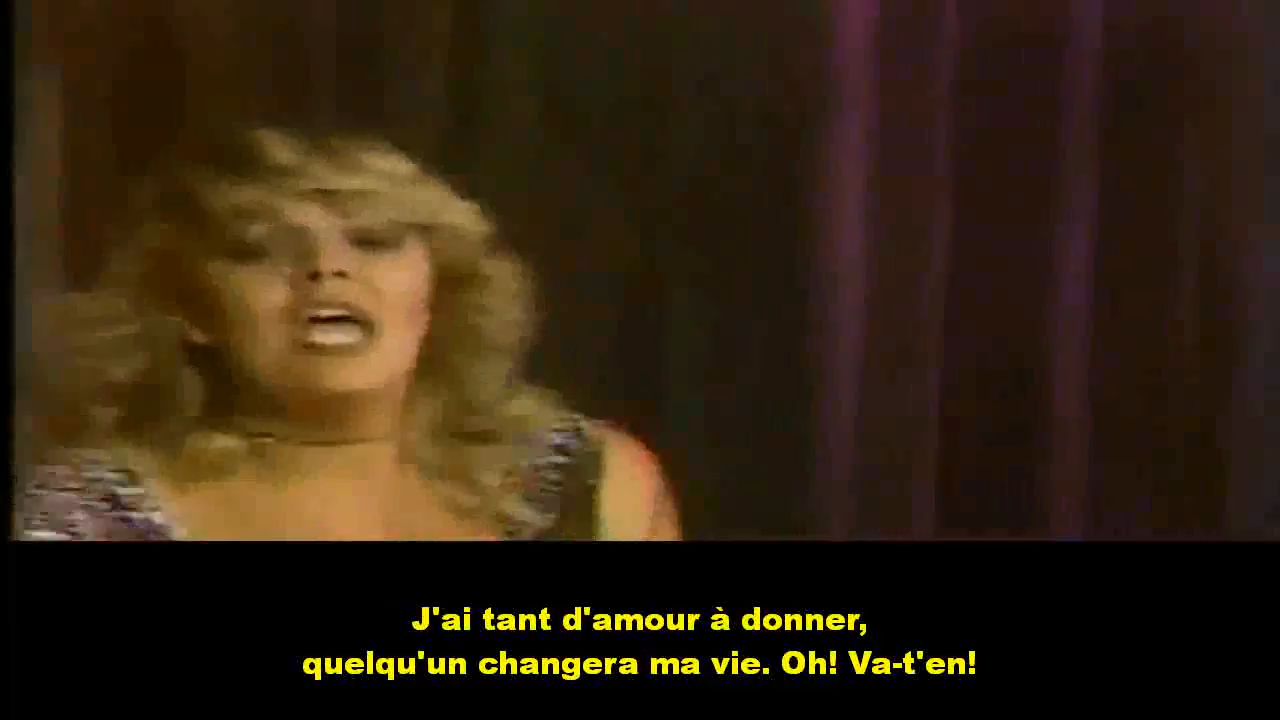 J'ai tant d'amour à donner,
quelqu'un changera ma vie. Oh! Va-t'en!